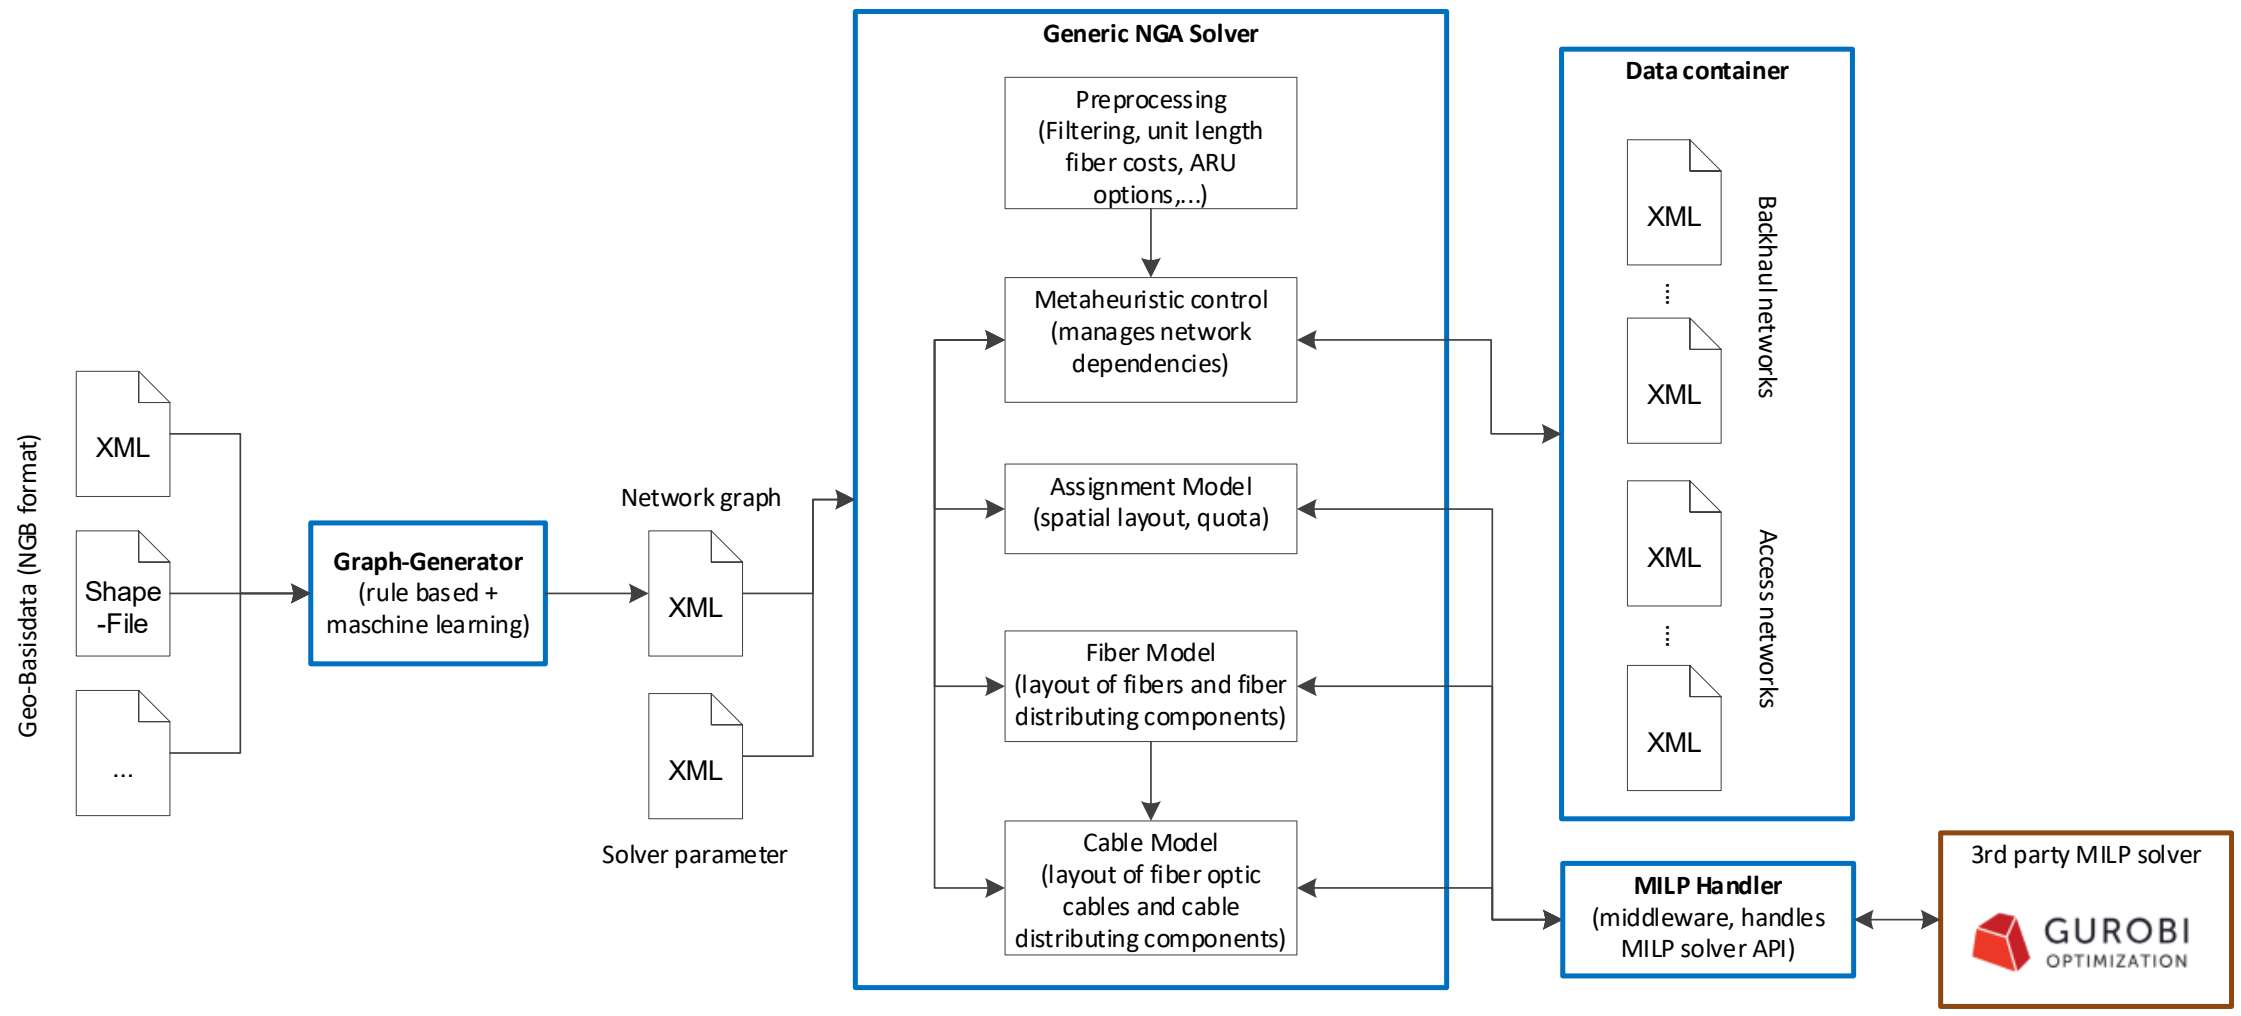 Geo-Basisdata (NGB format)
XML
Shape
-File
...
Graph-Generator
(rule based +
maschine learning)
Network graph
XML
XML
Solver parameter
Generic NGA Solver
Preprocessing
(Filtering, unit length
fiber costs, ARU
options,...)
Metaheuristic control
(manages network
dependencies)
Assignment Model
(spatial layout, quota)
Fiber Model
(layout of fibers and fiber
distributing components)
Cable Model
(layout of fiber optic
cables and cable
distributing components)
Data container
XML
....
XML
Backhaul networks
XML
....
XML
Access networks
MILP Handler
(middleware, handles
MILP solver API)
3rd party MILP solver
GUROBI
OPTIMIZATION